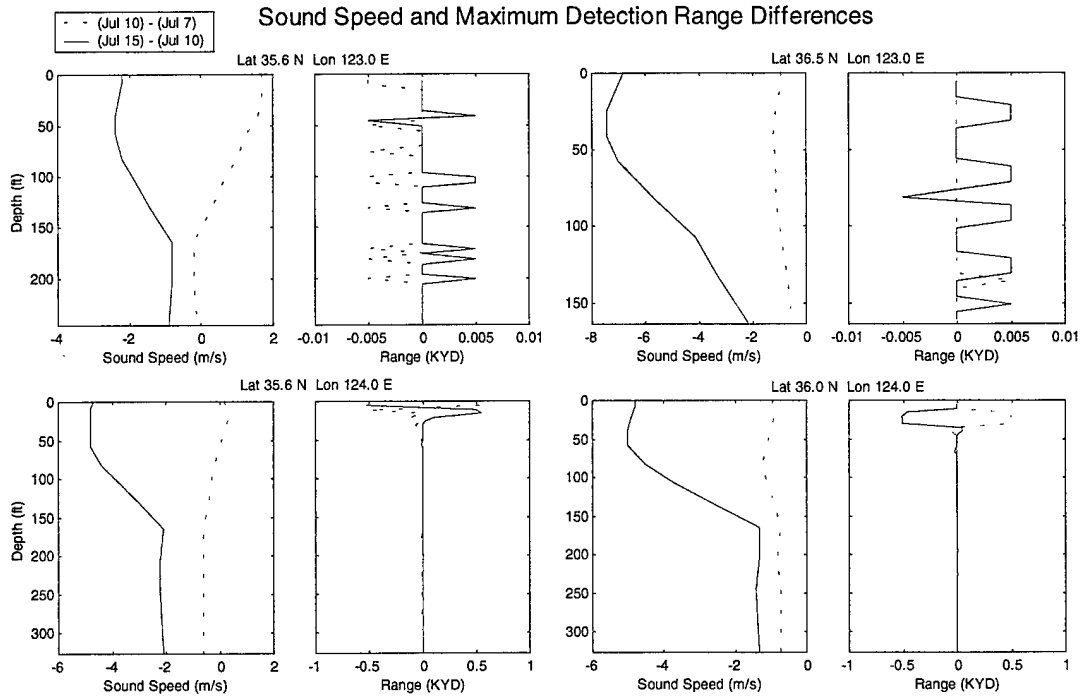 Sound Speed and Maximum Detection Range Differences
(Jul 10) - (Jul 7)
(Jul 15) - (Jul 10)
Lat 35.6 N Lon 123.0 E
0
50
100
150
200
Depth (ft)
-4 -2 0 2
Sound Speed (m/s)
-0.01 -0.005 0 0.005 0.01
Range (KYD)
Lat 36.5 N Lon 123.0 E
0
50
100
150
-8 -6 -4 -2 0
Sound Speed (m/s)
-0.01 -0.005 0 0.005 0.01
Range (KYD)
Lat 35.6 N Lon 124.0 E
0
50
100
150
200
250
300
Depth (ft)
-6 -4 -2 0 2
Sound Speed (m/s)
-1 -0.5 0 0.5 1
Range (KYD)
Lat 36.0 N Lon 124.0 E
0
50
100
150
200
250
300
-6 -4 -2 0
Sound Speed (m/s)
-1 -0.5 0 0.5 1
Range (KYD)